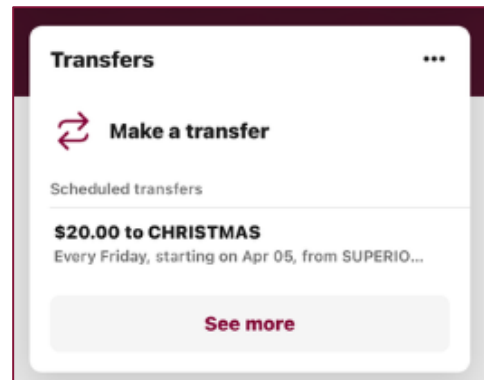 Transfers
Make a transfer
Scheduled transfers
$20.00 to CHRISTMAS
Every Friday, starting on Apr 05, from SUPERIO...
See more